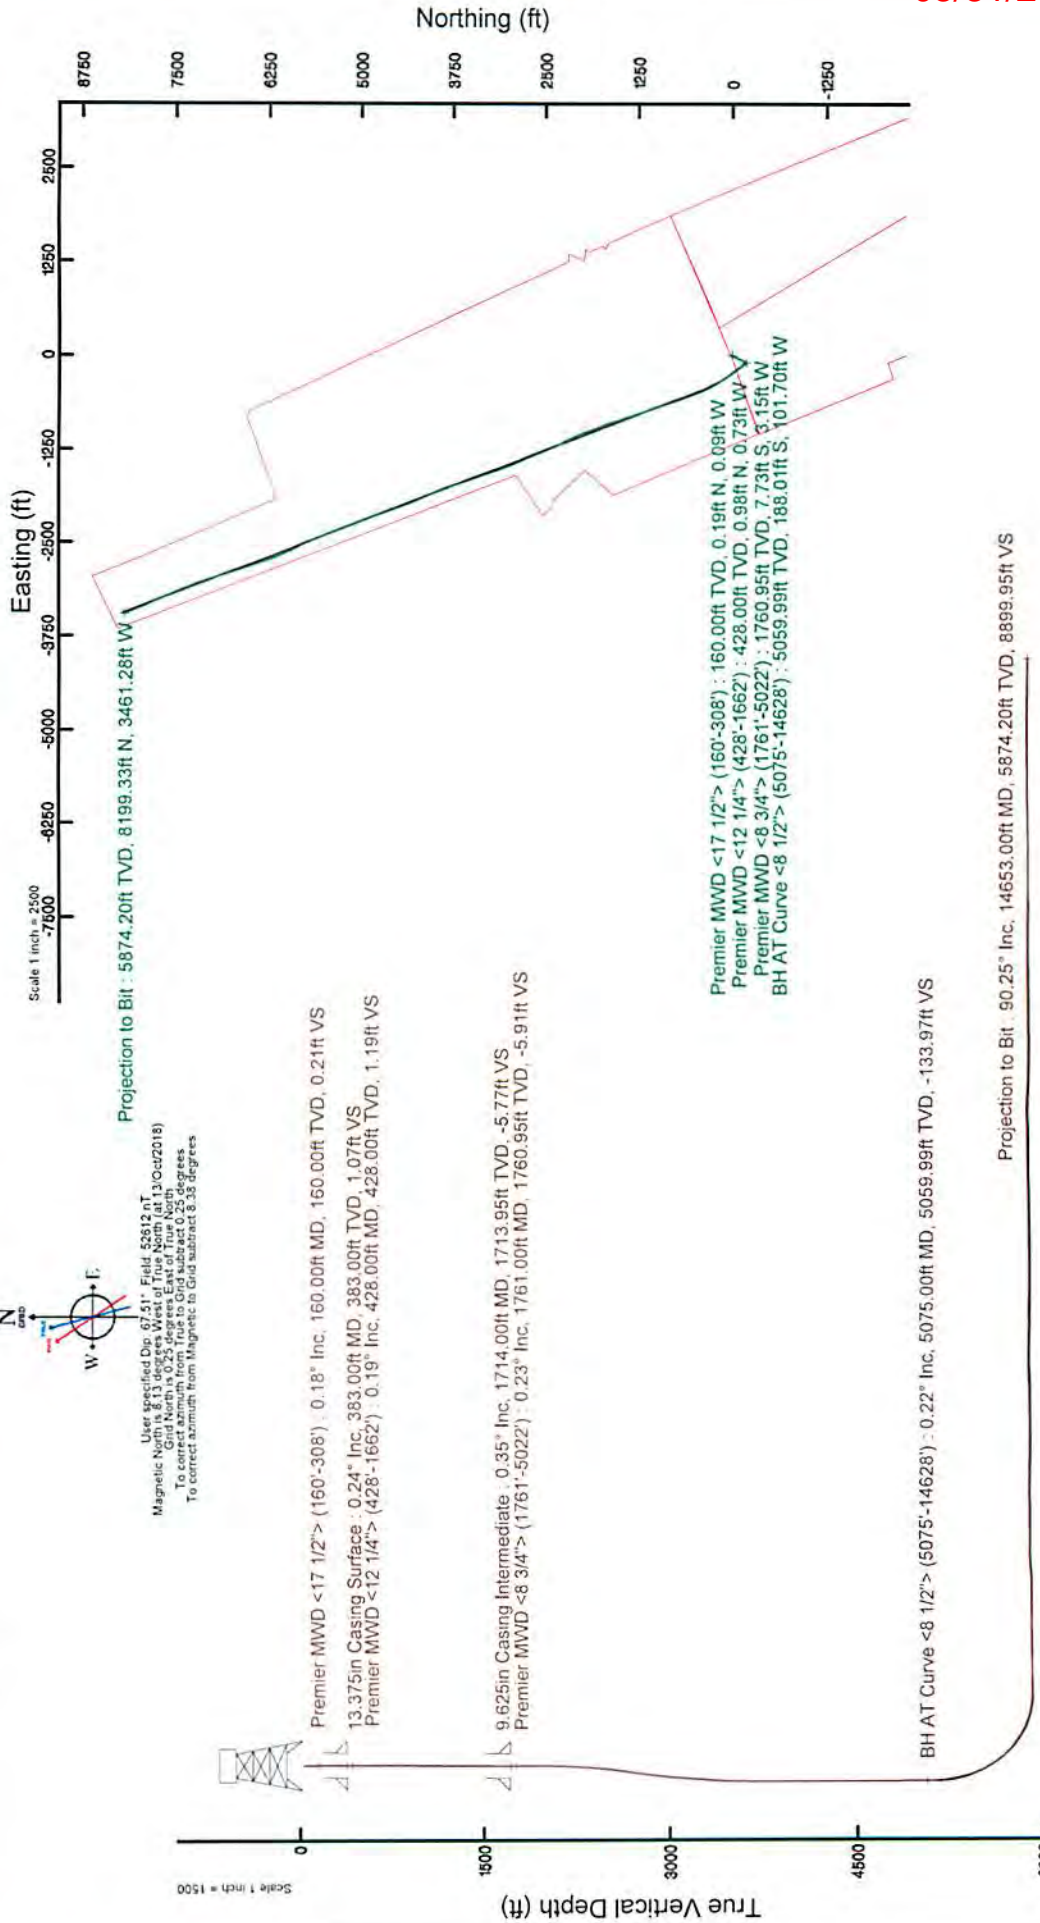 Northing (ft)
8750
7500
6250
5000
3750
2500
1250
0
-1250
Easting (ft)
2500
1250
0
-1250
-2500
-3750
-5000
-6250
-7500
Scale 1 inch = 2500
Projection to Bit : 5874.20ft TVD, 8199.33ft N, 3461.28ft W
Premier MWD <17 1/2"> (160'-308') : 160.00ft TVD, 0.19ft N, 0.09ft W
Premier MWD <12 1/4"> (428'-1662') : 428.00ft TVD, 0.98ft N, 0.73ft W
Premier MWD <8 3/4"> (1761'-5022') : 1760.95ft TVD, 7.73ft S, 3.15ft W
BH AT Curve <8 1/2"> (5075'-14628') : 5059.99ft TVD, 188.01ft S, 101.70ft W
N
GRID
W
E
User specified Dip: 67.51° Field: 52612 nT
Magnetic North is 8.13 degrees West of True North (at 13/Oct/2018)
Grid North is 0.25 degrees East of True North
To correct azimuth from True to Grid subtract 0.25 degrees
To correct azimuth from Magnetic to Grid subtract 8.38 degrees
Premier MWD <17 1/2"> (160'-308') : 0.18° Inc, 160.00ft MD, 160.00ft TVD, 0.21ft VS
13.375in Casing Surface : 0.24° Inc, 383.00ft MD, 383.00ft TVD, 1.07ft VS
Premier MWD <12 1/4"> (428'-1662') : 0.19° Inc, 428.00ft MD, 428.00ft TVD, 1.19ft VS
9.625in Casing Intermediate : 0.35° Inc, 1714.00ft MD, 1713.95ft TVD, -5.77ft VS
Premier MWD <8 3/4"> (1761'-5022') : 0.23° Inc, 1761.00ft MD, 1760.95ft TVD, -5.91ft VS
BH AT Curve <8 1/2"> (5075'-14628') : 0.22° Inc, 5075.00ft MD, 5059.99ft TVD, -133.97ft VS
Projection to Bit : 90.25° Inc, 14653.00ft MD, 5874.20ft TVD, 8899.95ft VS
Scale 1 inch = 1500
True Vertical Depth (ft)
0
1500
3000
4500